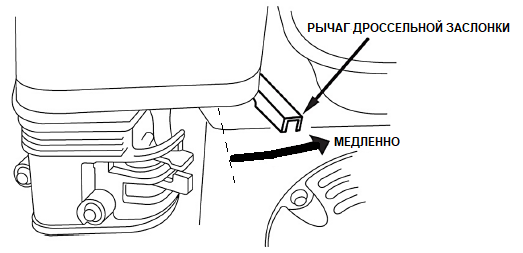 РЫЧАГ ДРОССЕЛЬНОЙ ЗАСЛОНКИ
МЕДЛЕННО